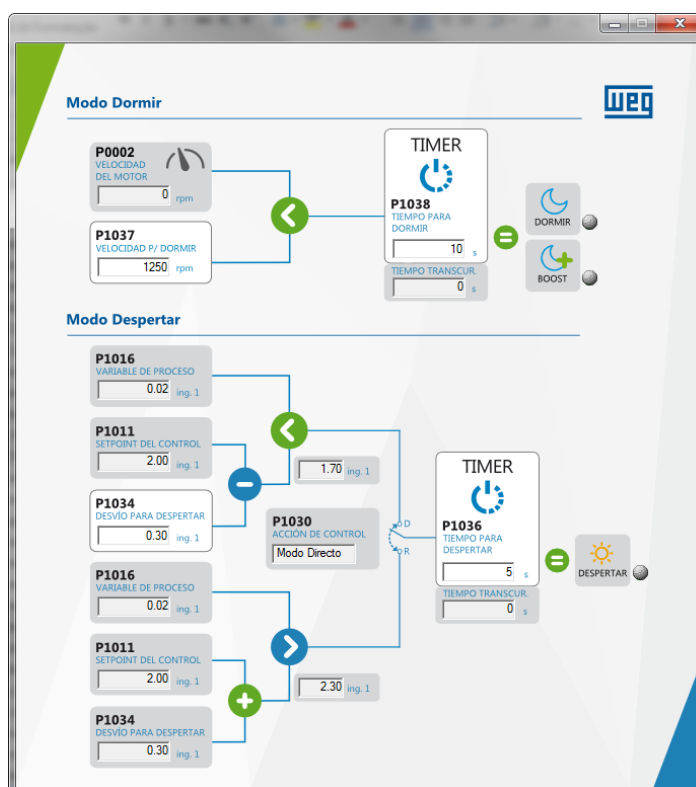 weg
Modo Dormir
P0002
VELOCIDAD
DEL MOTOR
0 rpm
P1037
VELOCIDAD P/ DORMIR
1250 rpm
TIMER
P1038
TIEMPO PARA
DORMIR
10 s
TIEMPO TRANSCUR.
0 s
DORMIR
BOOST
Modo Despertar
P1016
VARIABLE DE PROCESO
0.02 ing. 1
P1011
SETPOINT DEL CONTROL
2.00 ing. 1
1.70 ing. 1
P1034
DESVÍO PARA DESPERTAR
0.30 ing. 1
P1030
ACCIÓN DE CONTROL
Modo Directo
D
R
TIMER
P1036
TIEMPO PARA
DESPERTAR
5 s
TIEMPO TRANSCUR.
0 s
DESPERTAR
P1016
VARIABLE DE PROCESO
0.02 ing. 1
P1011
SETPOINT DEL CONTROL
2.00 ing. 1
2.30 ing. 1
P1034
DESVÍO PARA DESPERTAR
0.30 ing. 1